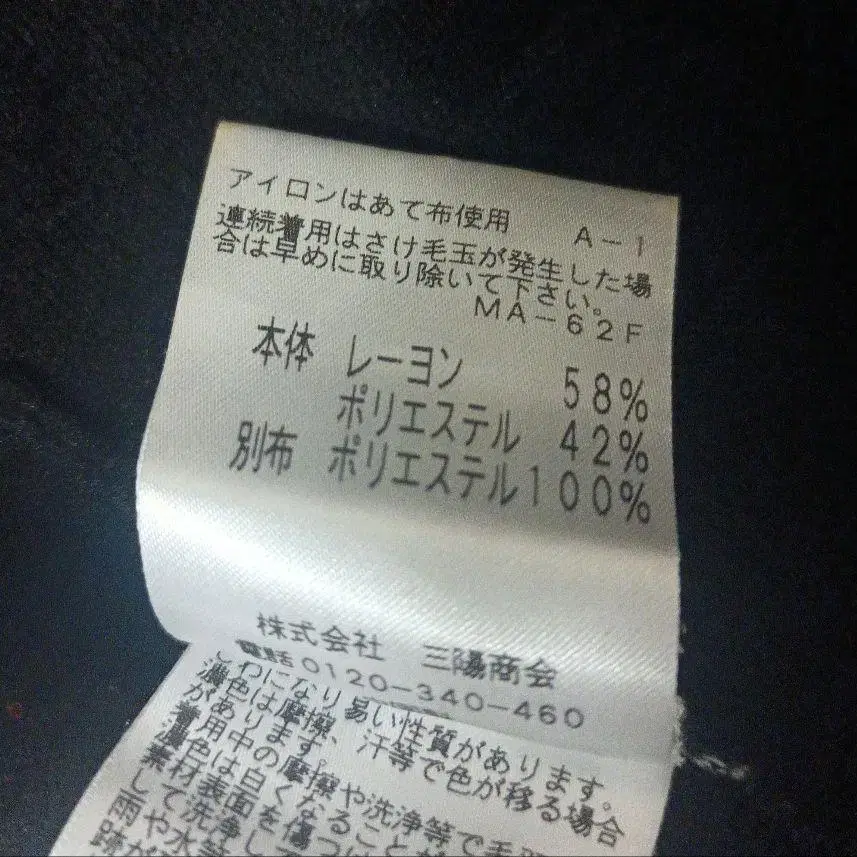 アイロンはあて布使用 A-1
連続着用はさけ毛玉が発生した場
合は早めに取り除いて下さい。
MA-62F
本体 レーヨン 58%
ポリエステル 42%
別布 ポリエステル100%
株式会社 三陽商会
電話0120-340-460
しわになり易い性質があります。
濃色は摩擦、汗等で色が移る場合
があります。
着用中の摩擦や洗浄等で毛
濃色は白くなること
素材表面を傷つけ
して洗浄して
雨や水等
跡が